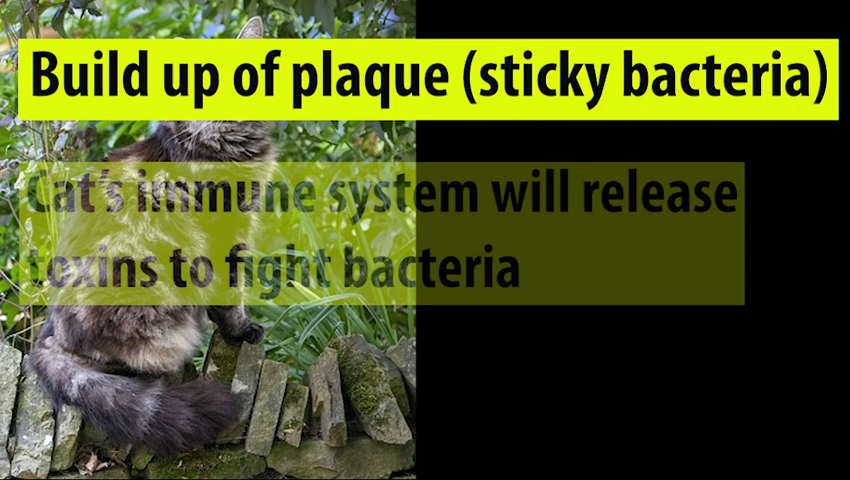 Build up of plaque (sticky bacteria)
Cat's immune system will release
toxins to fight bacteria